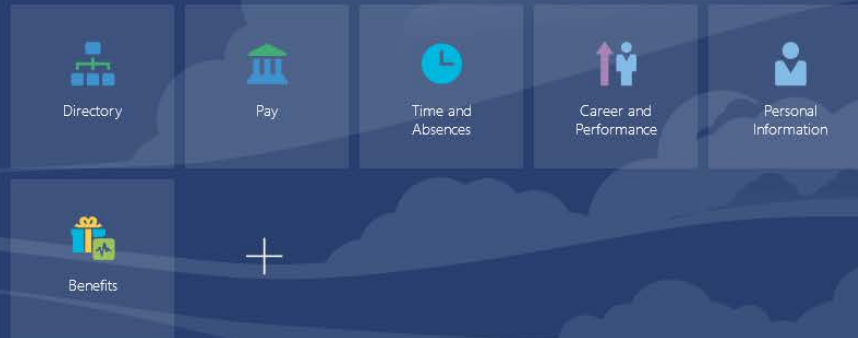 Directory
Pay
Time and
Absences
Career and
Performance
Personal
Information
Benefits